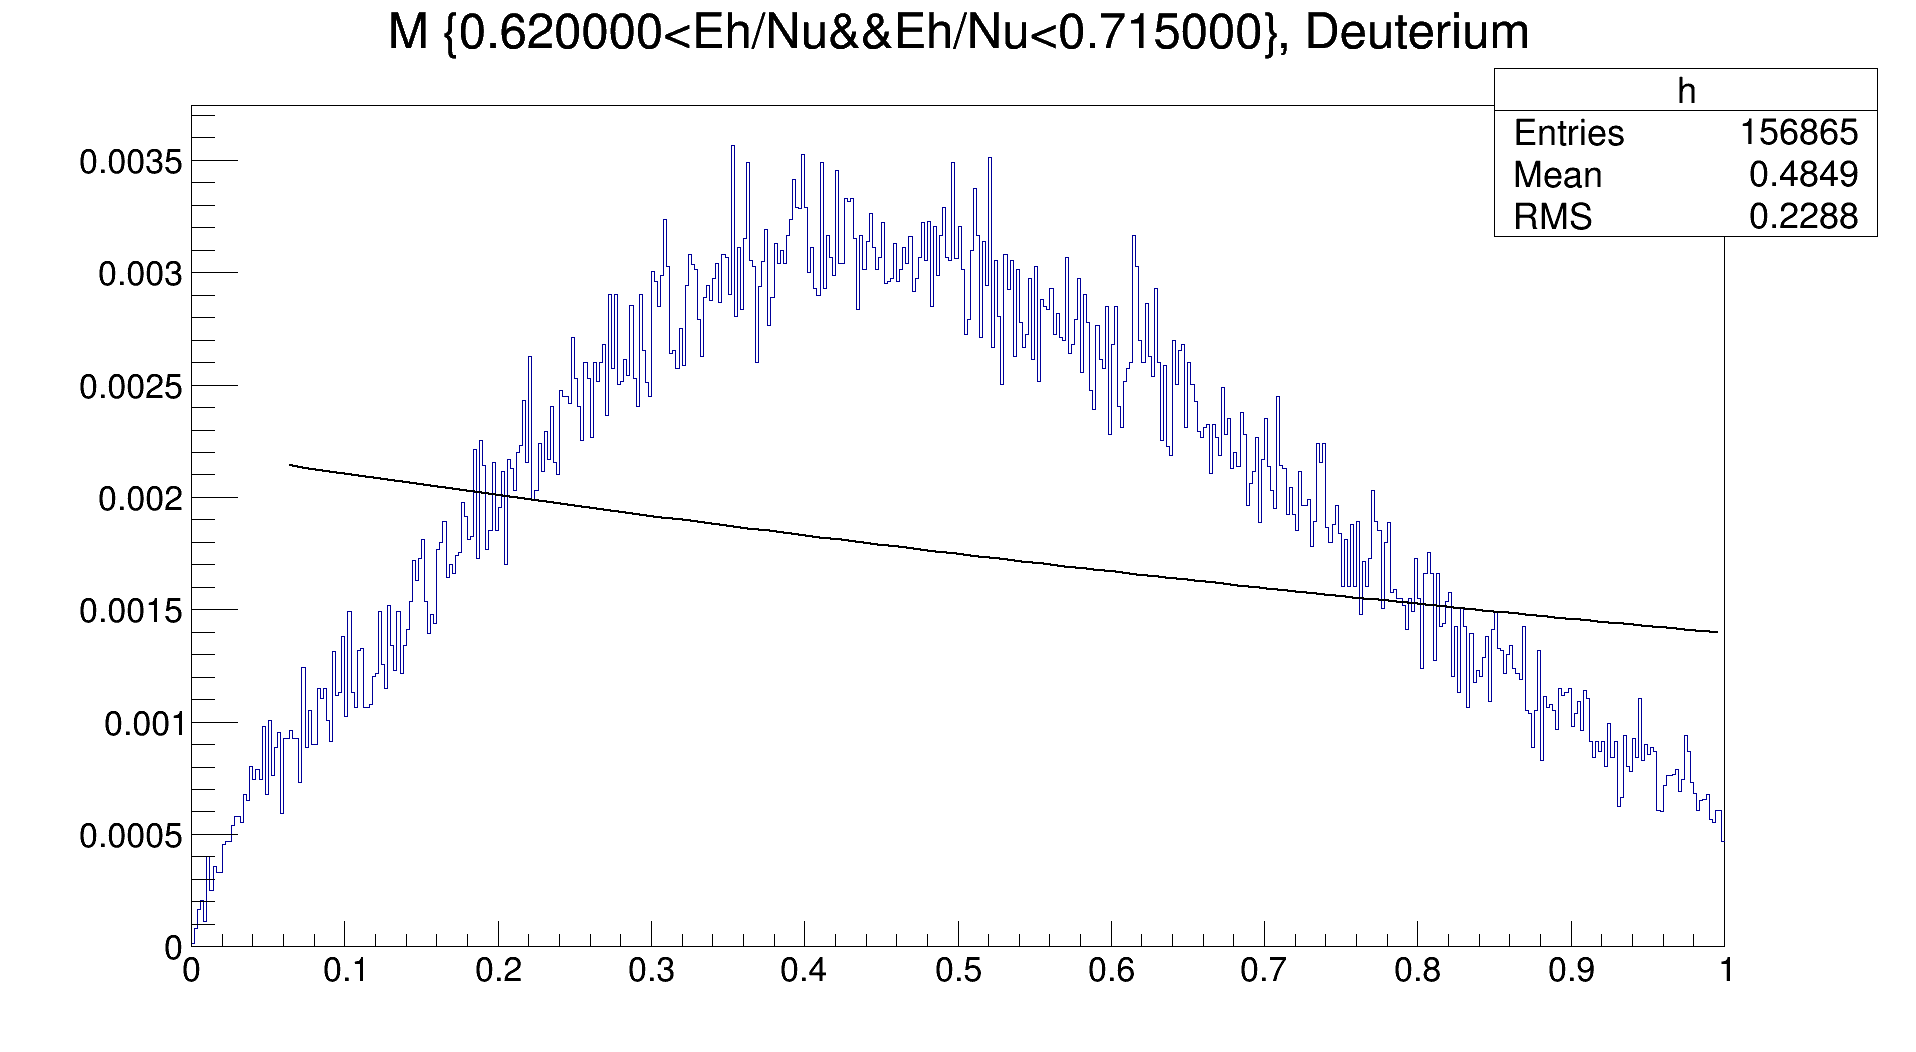 M {0.620000<Eh/Nu&&Eh/Nu<0.715000}, Deuterium
h
Entries 156865
Mean 0.4849
RMS 0.2288
0.0035
0.003
0.0025
0.002
0.0015
0.001
0.0005
0
0 0.1 0.2 0.3 0.4 0.5 0.6 0.7 0.8 0.9 1